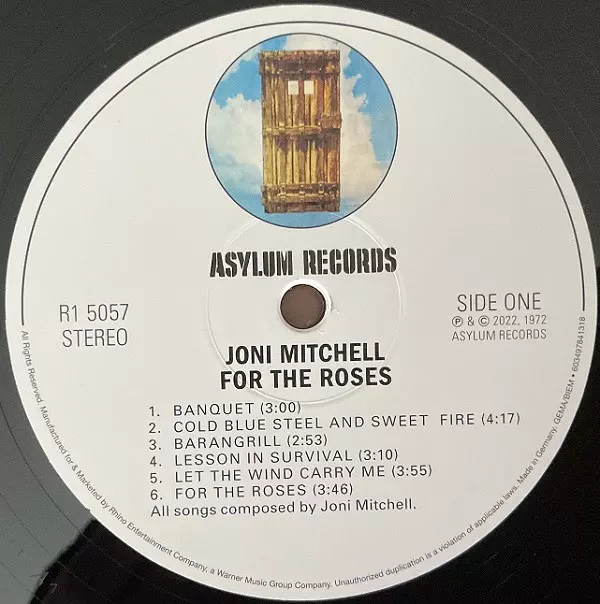 ASYLUM RECORDS
R1 5057
STEREO
SIDE ONE
℗ & © 2022, 1972
ASYLUM RECORDS
JONI MITCHELL
FOR THE ROSES
1. BANQUET (3:00)
2. COLD BLUE STEEL AND SWEET FIRE (4:17)
3. BARANGRILL (2:53)
4. LESSON IN SURVIVAL (3:10)
5. LET THE WIND CARRY ME (3:55)
6. FOR THE ROSES (3:46)
All songs composed by Joni Mitchell.
All Rights Reserved. Manufactured for & Marketed by Rhino Entertainment Company, a Warner Music Group Company. Unauthorized duplication is a violation of applicable laws. Made in Germany. GEMA/BIEM • 603497841318